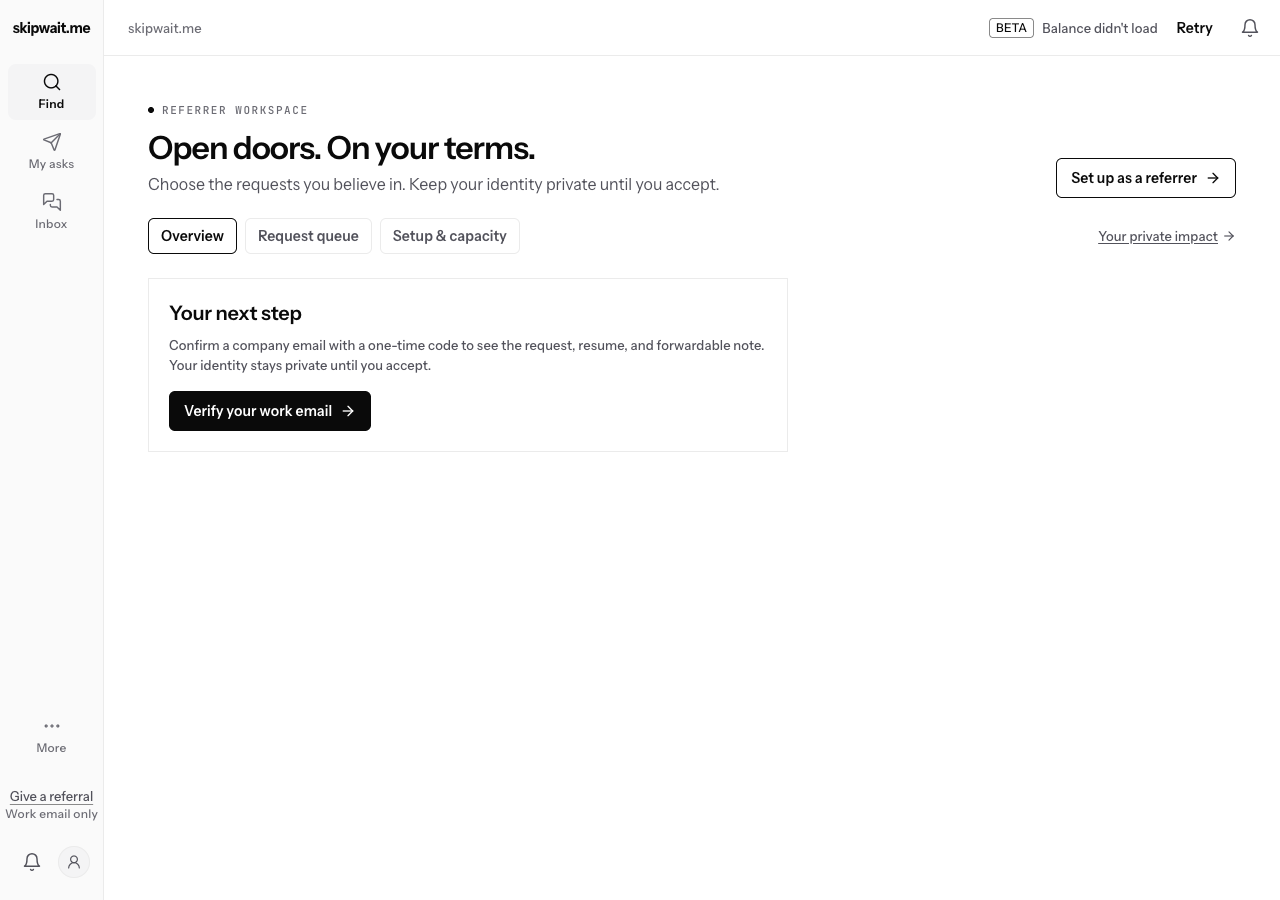 skipwait.me
Find
My asks
Inbox
More
Give a referral
Work email only
skipwait.me
BETA
Balance didn't load
Retry
REFERRER WORKSPACE
Open doors. On your terms.
Choose the requests you believe in. Keep your identity private until you accept.
Set up as a referrer
Overview
Request queue
Setup & capacity
Your private impact
Your next step
Confirm a company email with a one-time code to see the request, resume, and forwardable note.
Your identity stays private until you accept.
Verify your work email